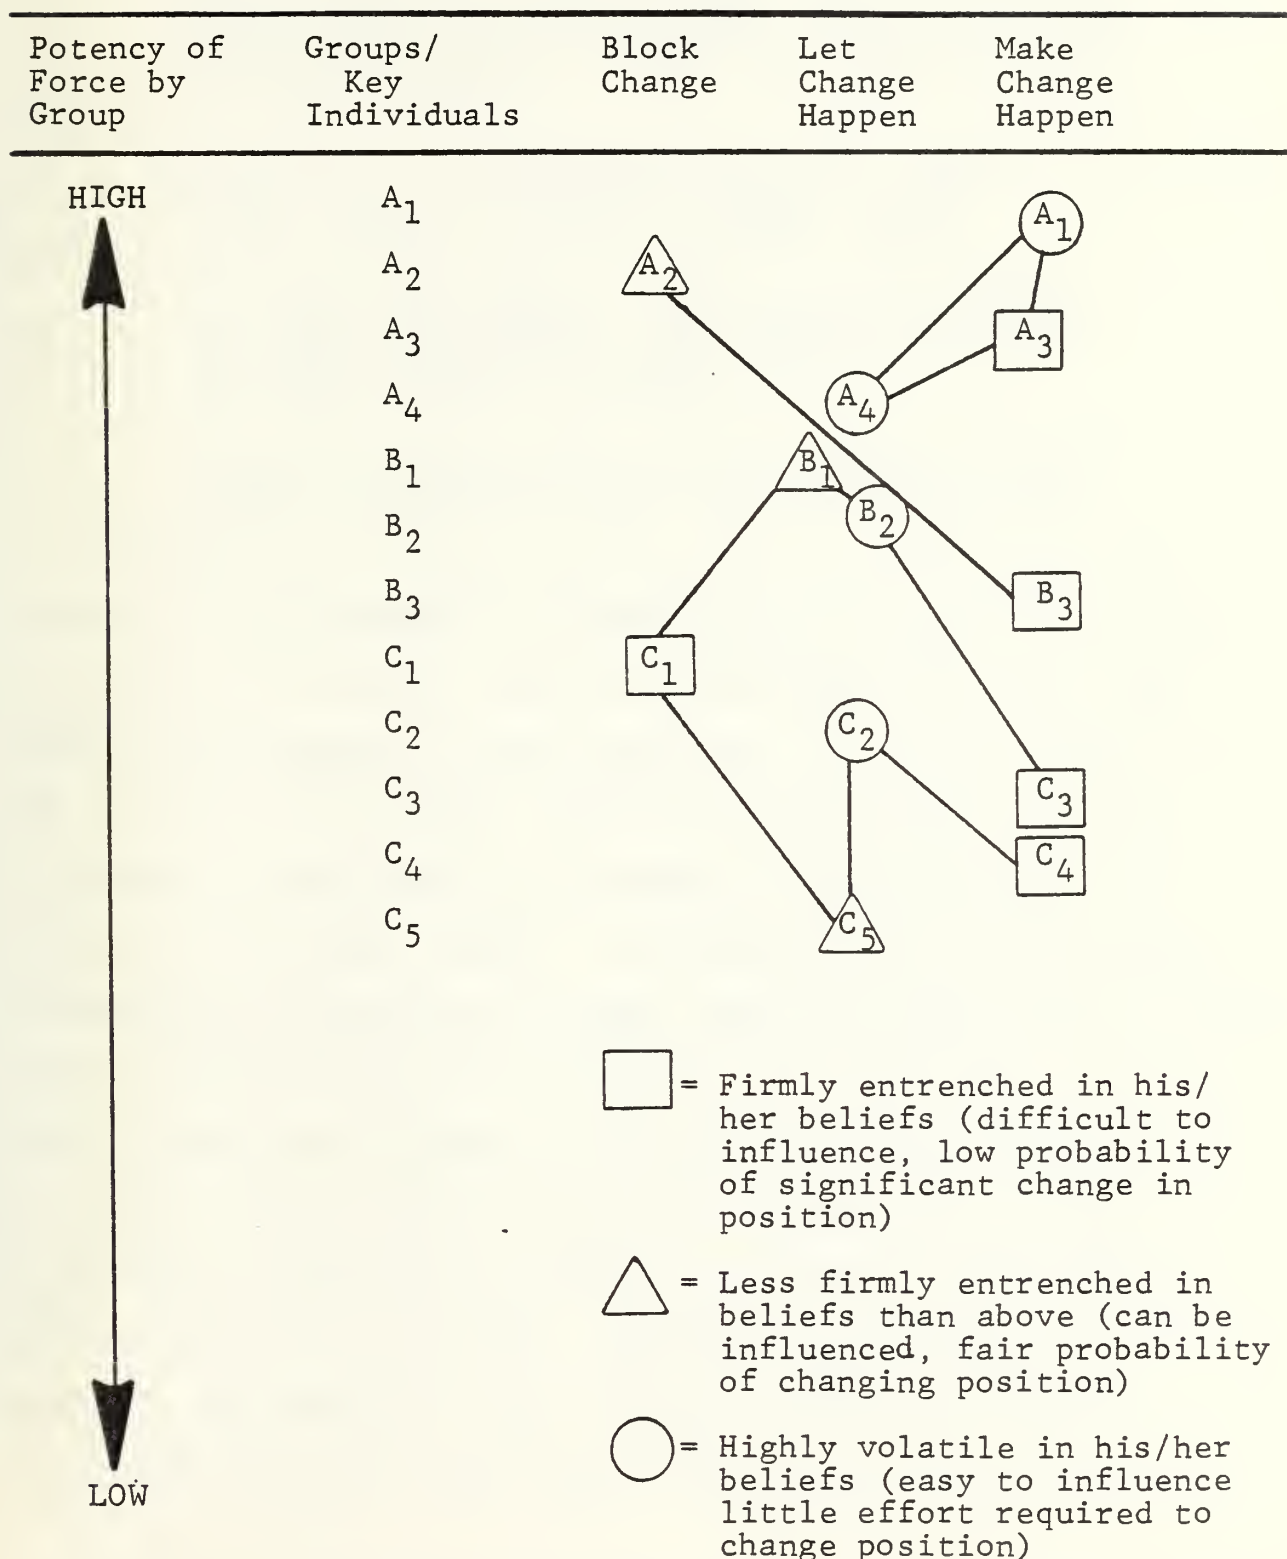 Potency of Force by Group
Groups/ Key Individuals
Block Change
Let Change Happen
Make Change Happen
HIGH
A1
A2
A3
A4
B1
B2
B3
C1
C2
C3
C4
C5
A1
A2
A3
A4
B1
B2
B3
C1
C2
C3
C4
C5
= Firmly entrenched in his/
her beliefs (difficult to
influence, low probability
of significant change in
position)
= Less firmly entrenched in
beliefs than above (can be
influenced, fair probability
of changing position)
= Highly volatile in his/her
beliefs (easy to influence
little effort required to
change position)
LOW